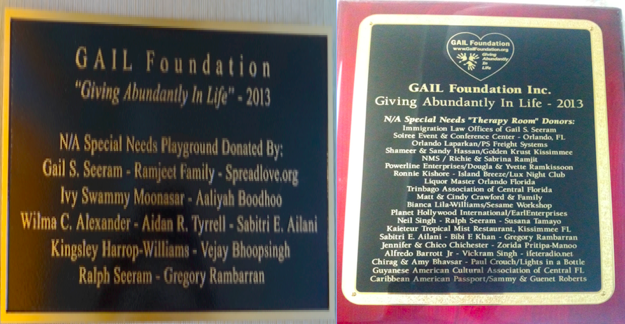 GAIL Foundation
"Giving Abundantly In Life" - 2013
N/A Special Needs Playground Donated By;
Gail S. Seeram - Ramjeet Family - Spreadlove.org
Ivy Swammy Moonasar - Aaliyah Boodhoo
Wilma C. Alexander - Aidan R. Tyrrell - Sabitri E. Ailani
Kingsley Harrop-Williams - Vejay Bhoopsingh
Ralph Seeram - Gregory Rambarran
GAIL Foundation
www.GailFoundation.org
Giving
Abundantly
In
Life
GAIL Foundation Inc.
Giving Abundantly In Life - 2013
N/A Special Needs "Therapy Room" Donors:
Immigration Law Offices of Gail S. Seeram
Soiree Event & Conference Center - Orlando, FL
Orlando Laparkan/PS Freight Systems
Shameer & Sandy Hassan/Golden Krust Kissimmee
NMS / Richie & Sabrina Ramjit
Powerline Enterprises/Dougla & Yvette Ramkissoon
Ronnie Kishore - Island Breeze/Lux Night Club
Liquor Master Orlando Florida
Trinbago Association of Central Florida
Matt & Cindy Crawford & Family
Bianca Lila-Williams/Sesame Workshop
Planet Hollywood International/EarlEnterprises
Neil Singh - Ralph Seeram - Susana Tamayo
Kaieteur Tropical Mist Restaurant, Kissimmee FL
Sabitri E. Ailani - Bibi E Khan - Gregory Rambarran
Jennifer & Chico Chichester - Zorida Pritipa-Manoo
Alfredo Barrott Jr - Vickram Singh - ifeteradio.net
Chirag & Amy Bhavsar - Paul Crouch/Lights in a Bottle
Guyanese American Cultural Association of Central FL
Caribbean American Passport/Sammy & Guenet Roberts